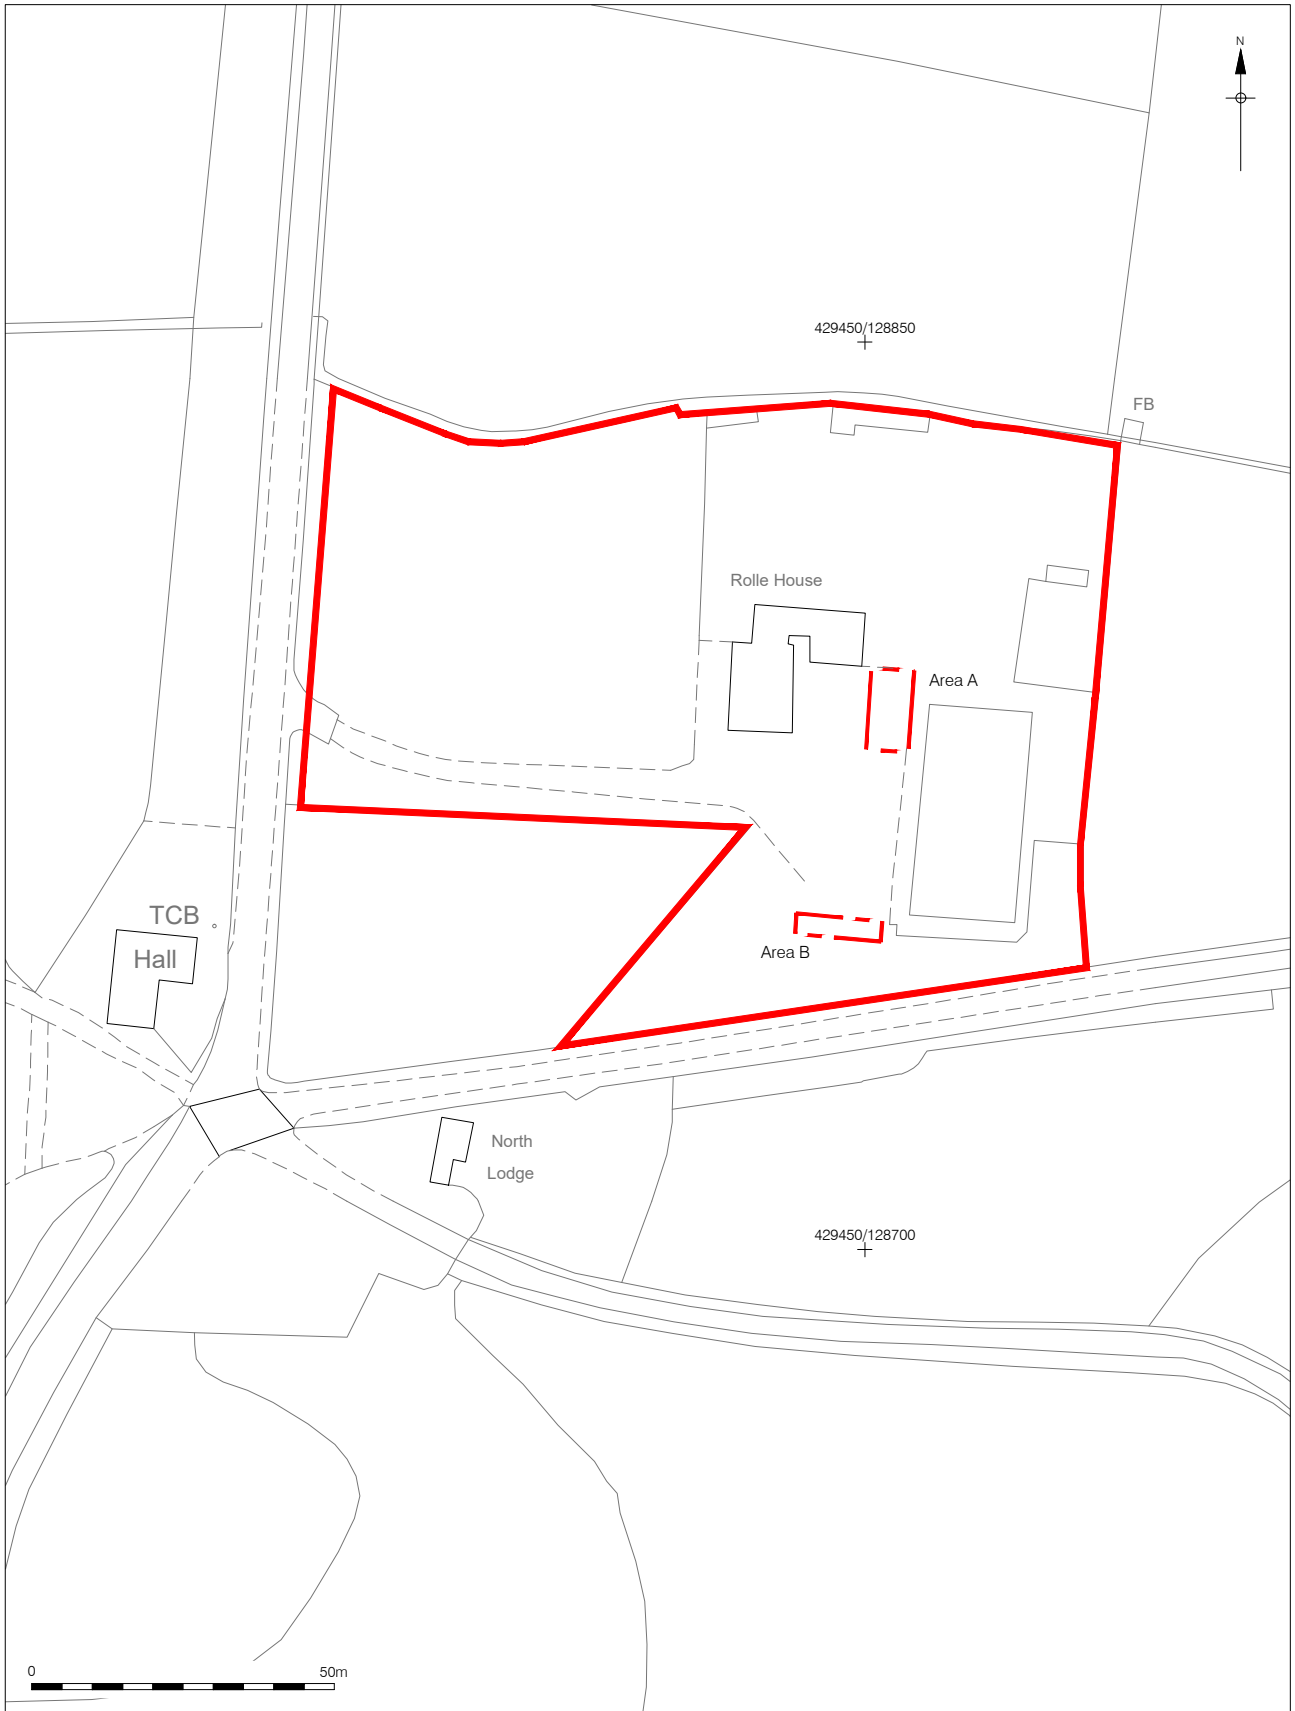 N
429450/128850
FB
Rolle House
Area A
TCB
Hall
Area B
North
Lodge
429450/128700
0 50m